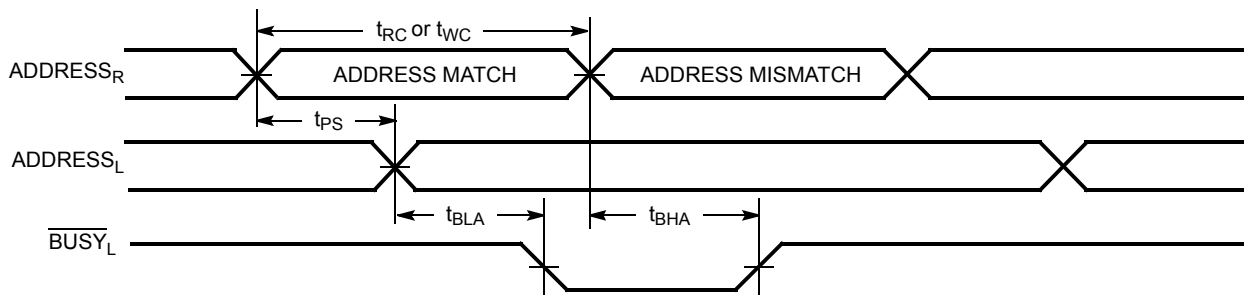 tRC or tWC
ADDRESSR
ADDRESS MATCH
ADDRESS MISMATCH
tPS
ADDRESSL
tBLA
tBHA
BUSYL